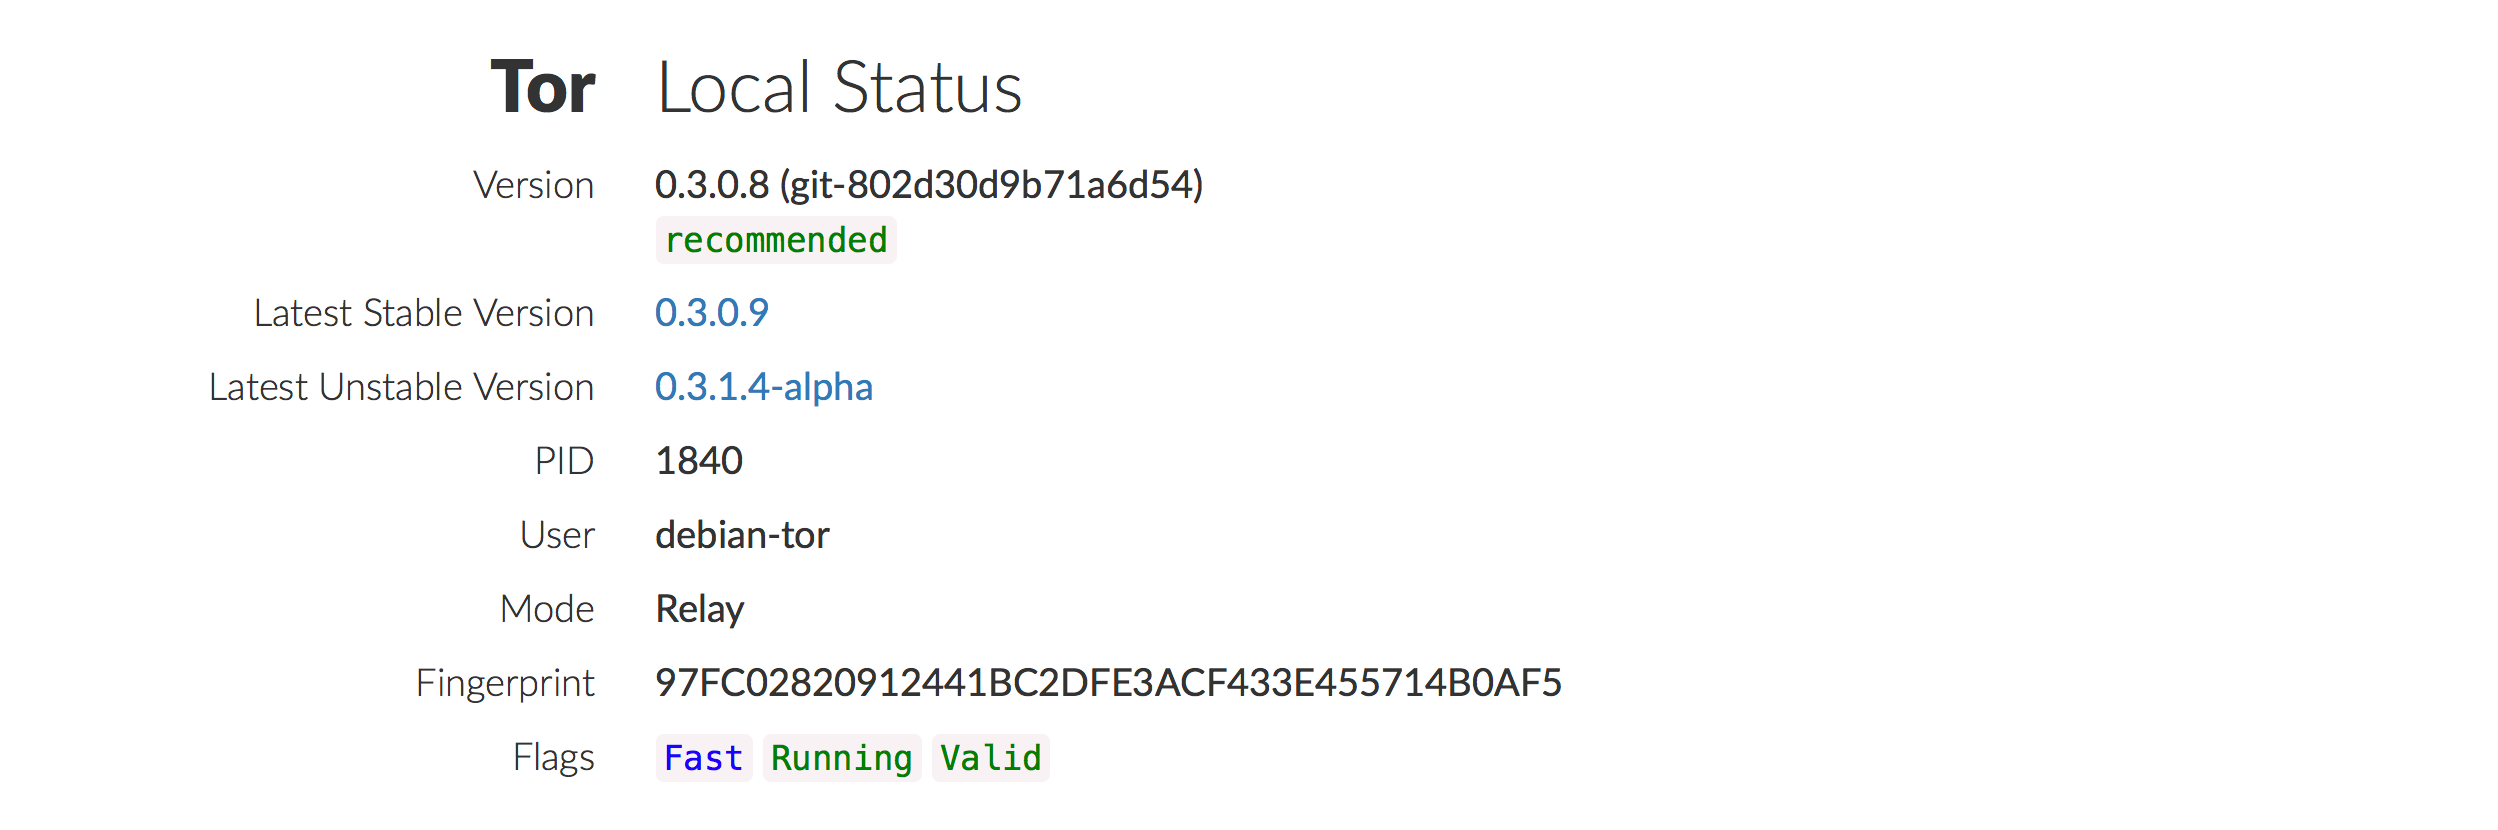 Tor Local Status
Version 0.3.0.8 (git-802d30d9b71a6d54)
recommended
Latest Stable Version 0.3.0.9
Latest Unstable Version 0.3.1.4-alpha
PID 1840
User debian-tor
Mode Relay
Fingerprint 97FC02820912441BC2DFE3ACF433E455714B0AF5
Flags Fast Running Valid